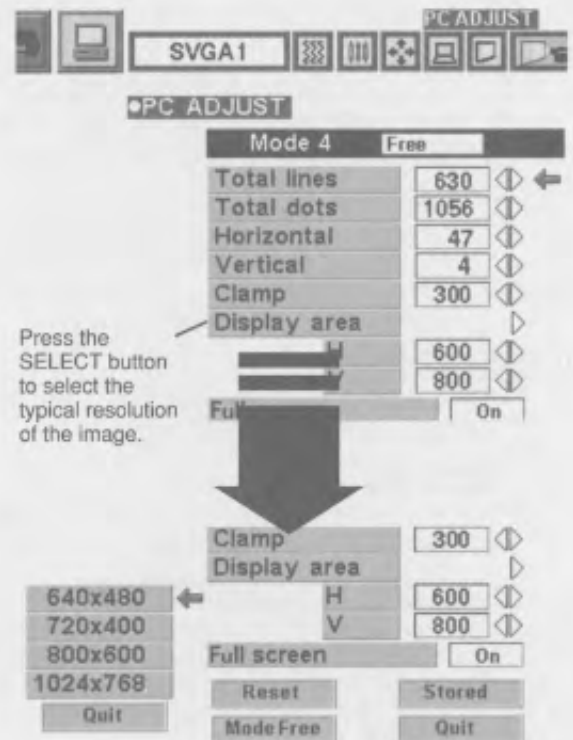 PC ADJUST
SVGA1
PC ADJUST
Mode 4 Free
Total lines 630
Total dots 1056
Horizontal 47
Vertical 4
Clamp 300
Display area
H 600
800
On
Press the
SELECT button
to select the
typical resolution
of the image.
Clamp 300
Display area
H 600
V 800
Full screen On
640x480
720x400
800x600
1024x768
Quit
Reset Stored
Mode Free Quit